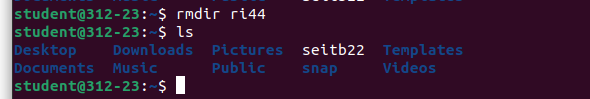 student@312-23:~$ rmdir ri44
student@312-23:~$ ls
Desktop Downloads Pictures seitb22 Templates
Documents Music Public snap Videos
student@312-23:~$